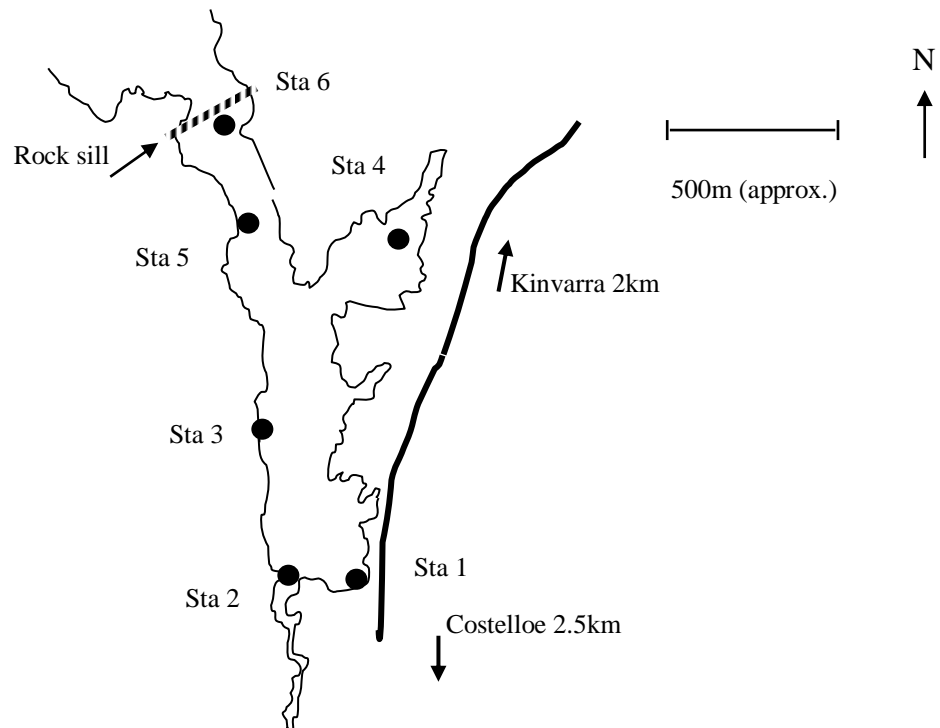 N
Sta 6
Rock sill
Sta 4
500m (approx.)
Sta 5
Kinvarra 2km
Sta 3
Sta 1
Sta 2
Costelloe 2.5km